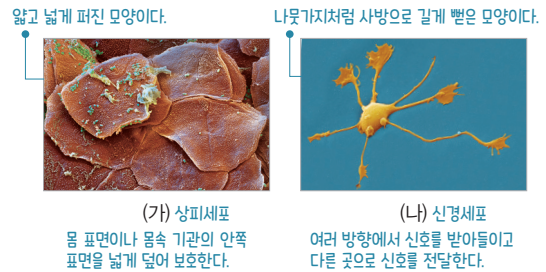 얇고 넓게 퍼진 모양이다.
나뭇가지처럼 사방으로 길게 뻗은 모양이다.
(가) 상피세포
몸 표면이나 몸속 기관의 안쪽
표면을 넓게 덮어 보호한다.
(나) 신경세포
여러 방향에서 신호를 받아들이고
다른 곳으로 신호를 전달한다.